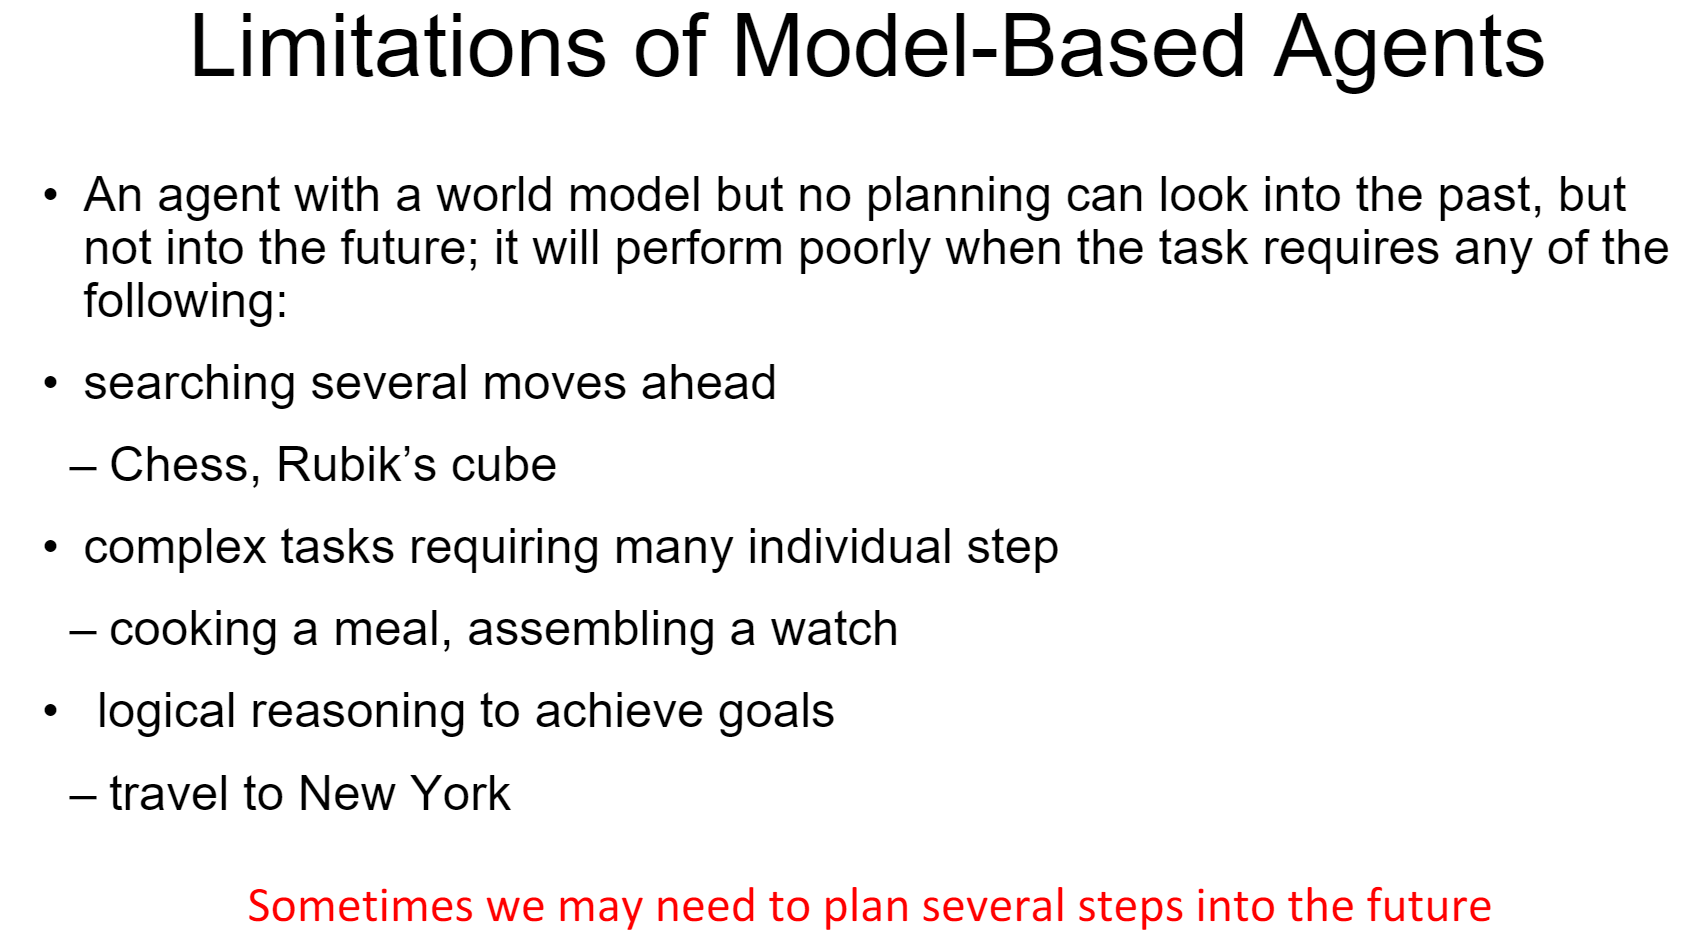 Limitations of Model-Based Agents
• An agent with a world model but no planning can look into the past, but
not into the future; it will perform poorly when the task requires any of the
following:
• searching several moves ahead
– Chess, Rubik’s cube
• complex tasks requiring many individual step
– cooking a meal, assembling a watch
• logical reasoning to achieve goals
– travel to New York
Sometimes we may need to plan several steps into the future